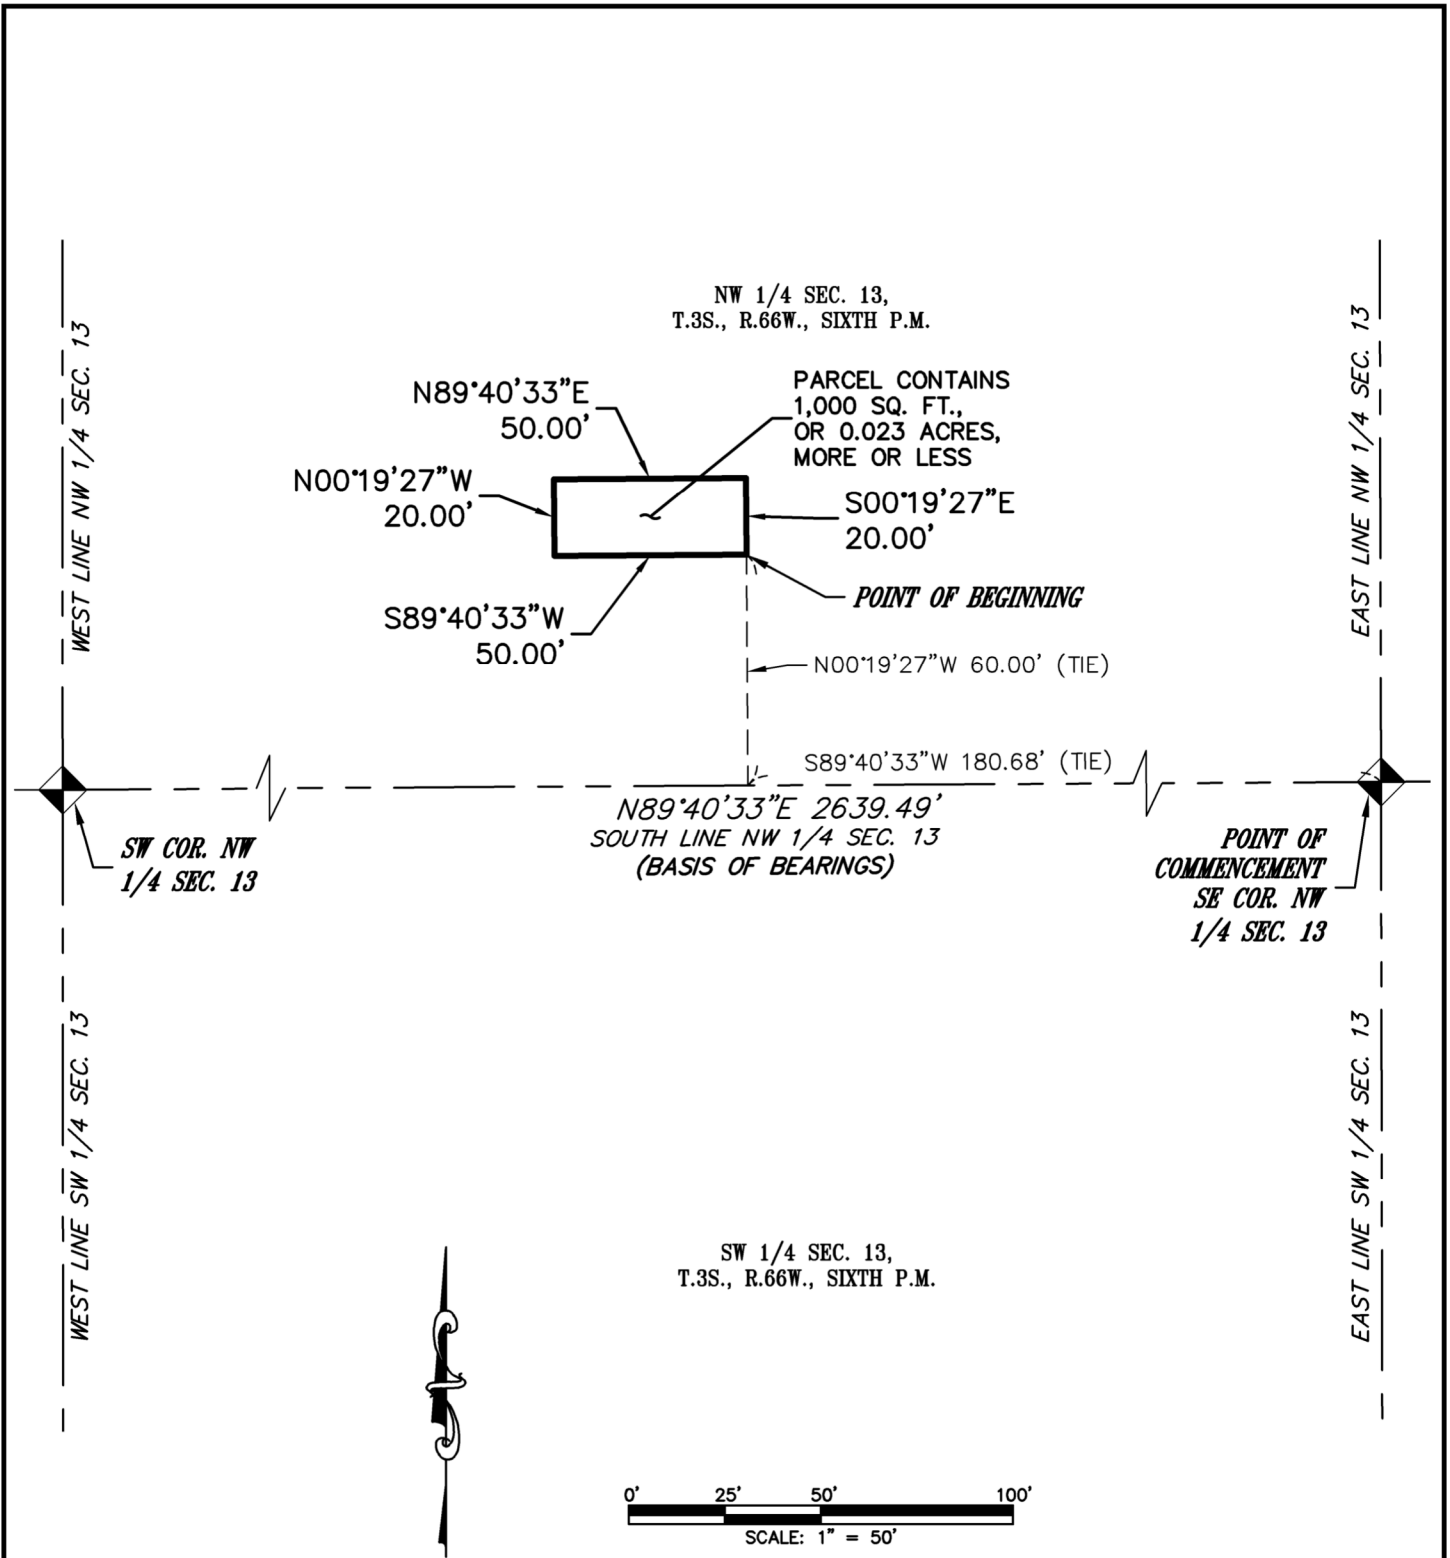 NW 1/4 SEC. 13,
T.3S., R.66W., SIXTH P.M.
WEST LINE NW 1/4 SEC. 13
EAST LINE NW 1/4 SEC. 13
N89°40'33"E
50.00'
PARCEL CONTAINS
1,000 SQ. FT.,
OR 0.023 ACRES,
MORE OR LESS
N00°19'27"W
20.00'
S00°19'27"E
20.00'
POINT OF BEGINNING
S89°40'33"W
50.00'
N00°19'27"W 60.00' (TIE)
S89°40'33"W 180.68' (TIE)
N89°40'33"E 2639.49'
SOUTH LINE NW 1/4 SEC. 13
(BASIS OF BEARINGS)
SW COR. NW
1/4 SEC. 13
POINT OF
COMMENCEMENT
SE COR. NW
1/4 SEC. 13
WEST LINE SW 1/4 SEC. 13
EAST LINE SW 1/4 SEC. 13
SW 1/4 SEC. 13,
T.3S., R.66W., SIXTH P.M.
0' 25' 50' 100'
SCALE: 1" = 50'